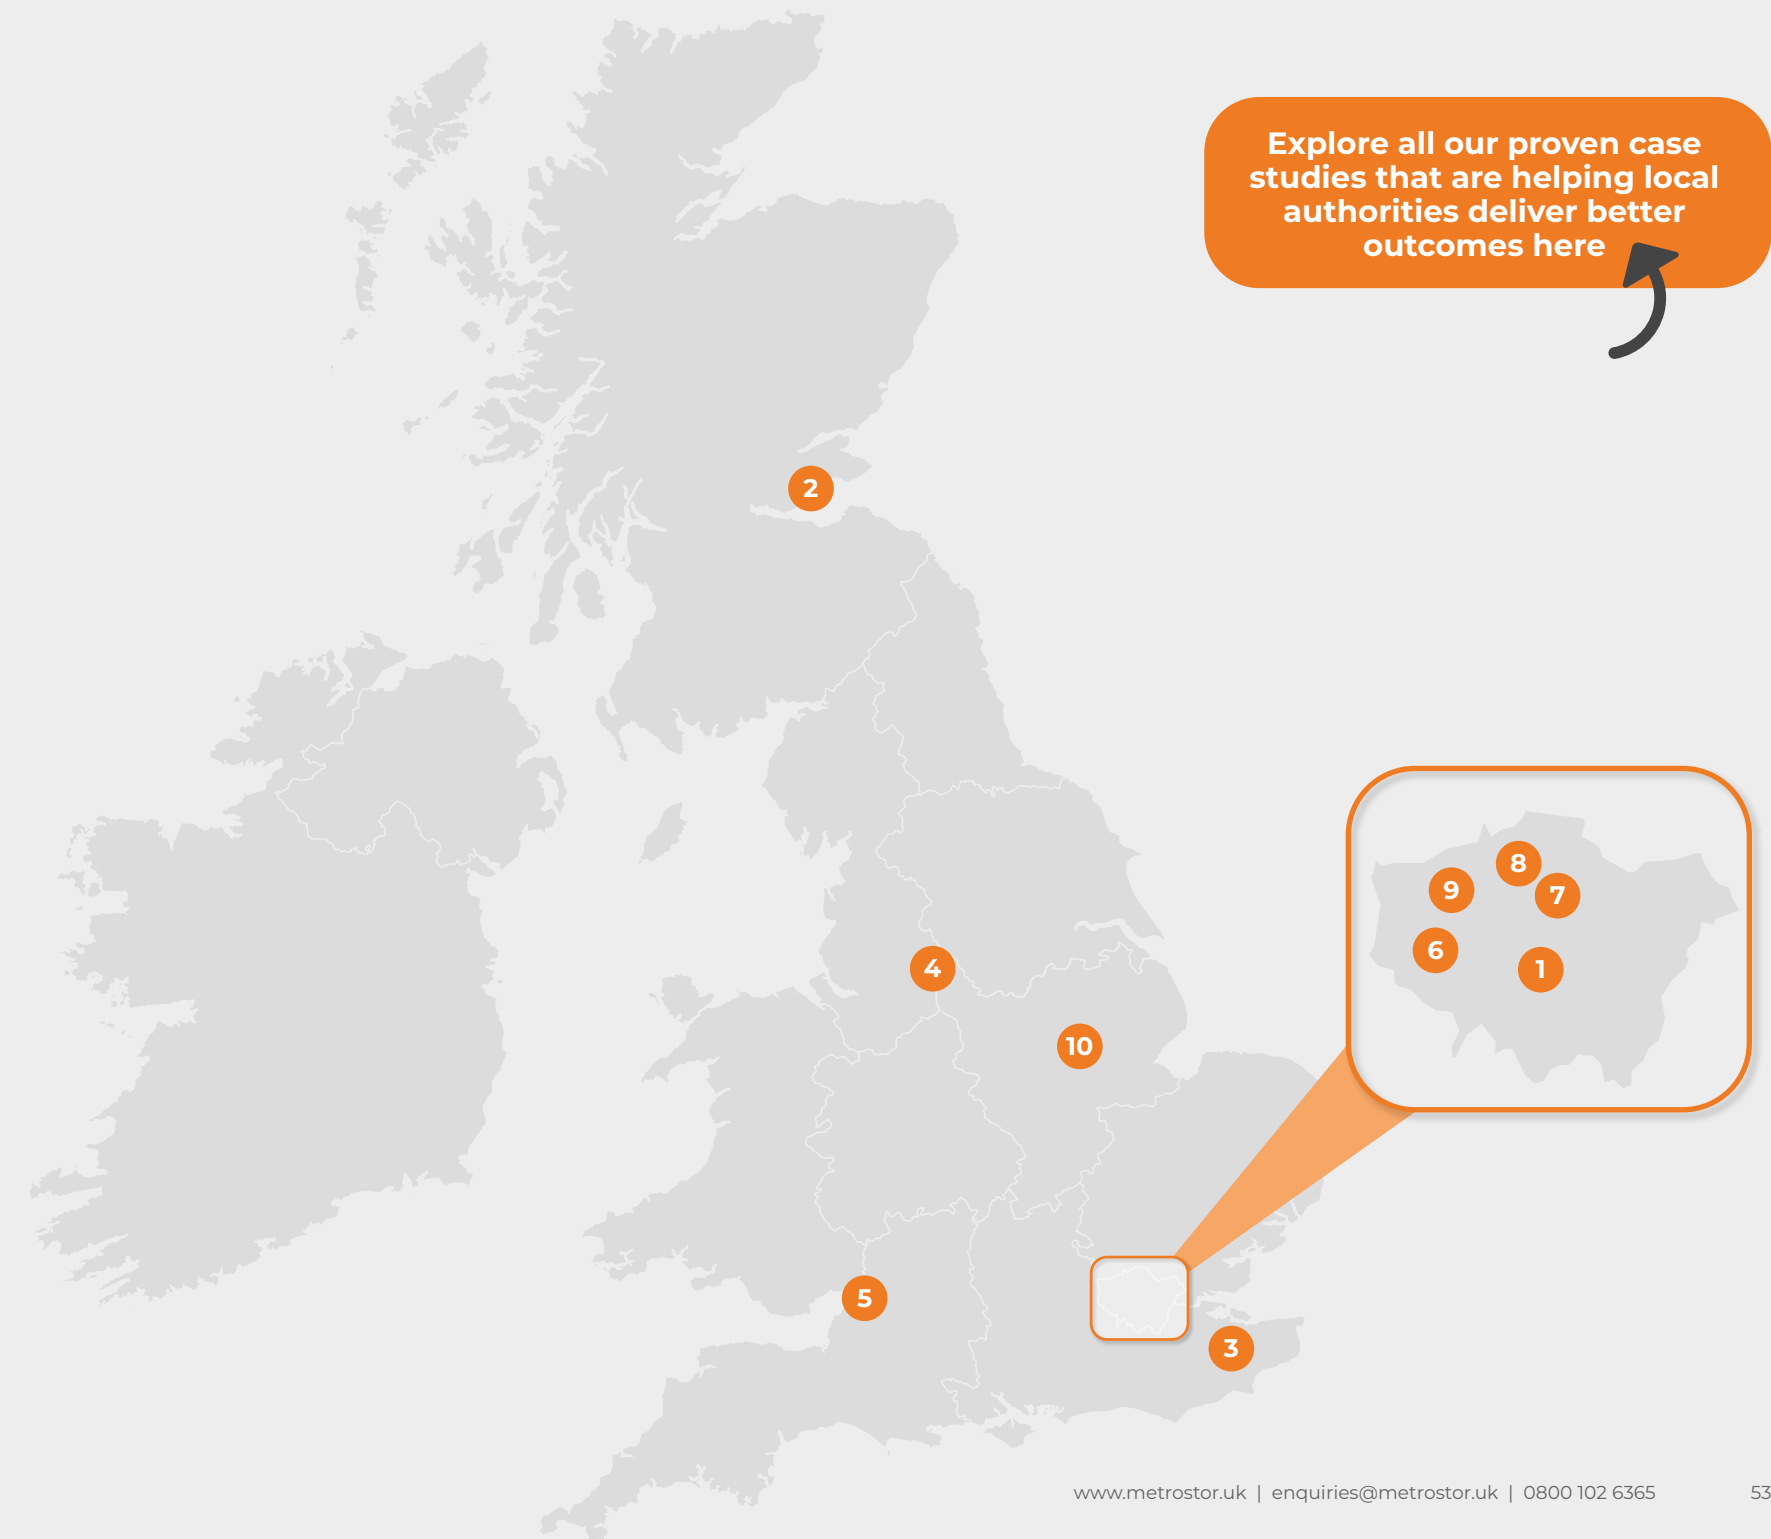 Explore all our proven case
studies that are helping local
authorities deliver better
outcomes here
2
8
9
7
6
1
4
10
5
3
www.metrostor.uk | enquiries@metrostor.uk | 0800 102 6365 53